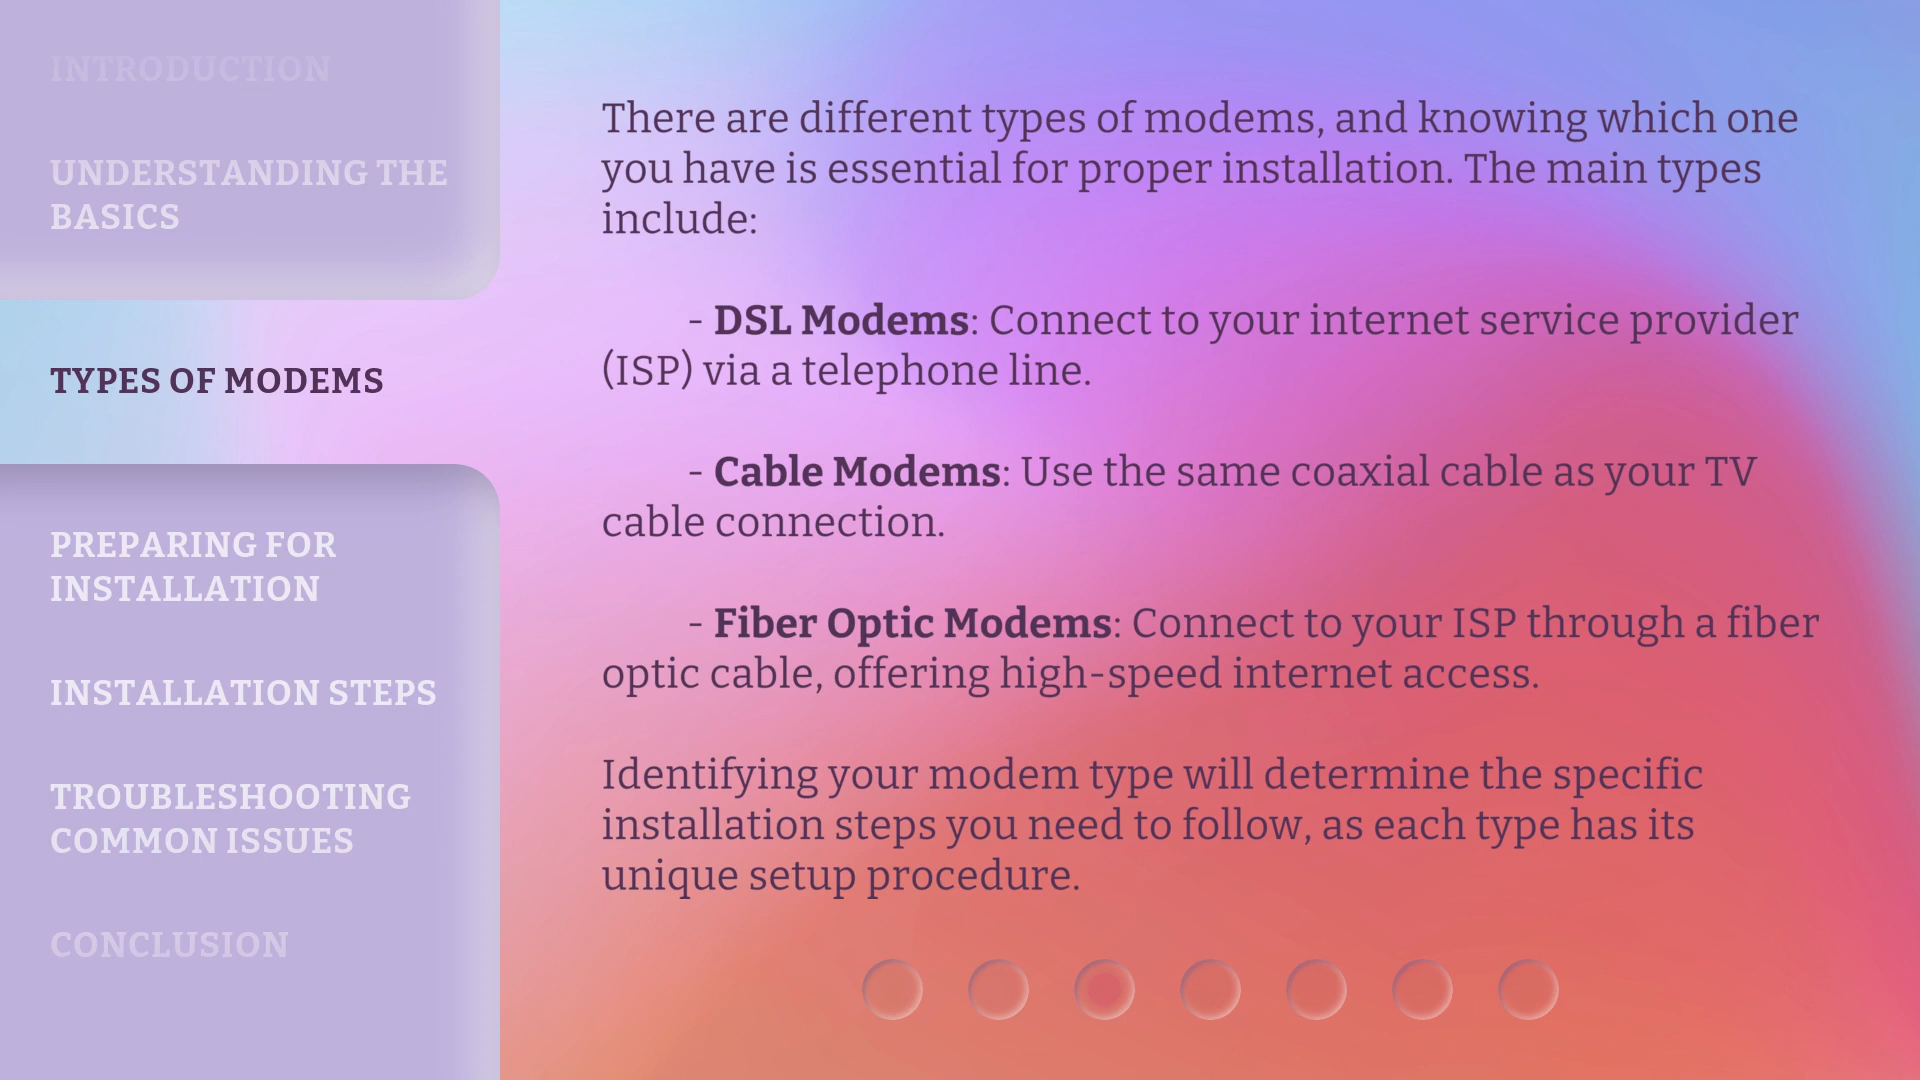 INTRODUCTION
UNDERSTANDING THE
BASICS
TYPES OF MODEMS
PREPARING FOR
INSTALLATION
INSTALLATION STEPS
TROUBLESHOOTING
COMMON ISSUES
CONCLUSION
There are different types of modems, and knowing which one
you have is essential for proper installation. The main types
include:
- DSL Modems: Connect to your internet service provider
(ISP) via a telephone line.
- Cable Modems: Use the same coaxial cable as your TV
cable connection.
- Fiber Optic Modems: Connect to your ISP through a fiber
optic cable, offering high-speed internet access.
Identifying your modem type will determine the specific
installation steps you need to follow, as each type has its
unique setup procedure.